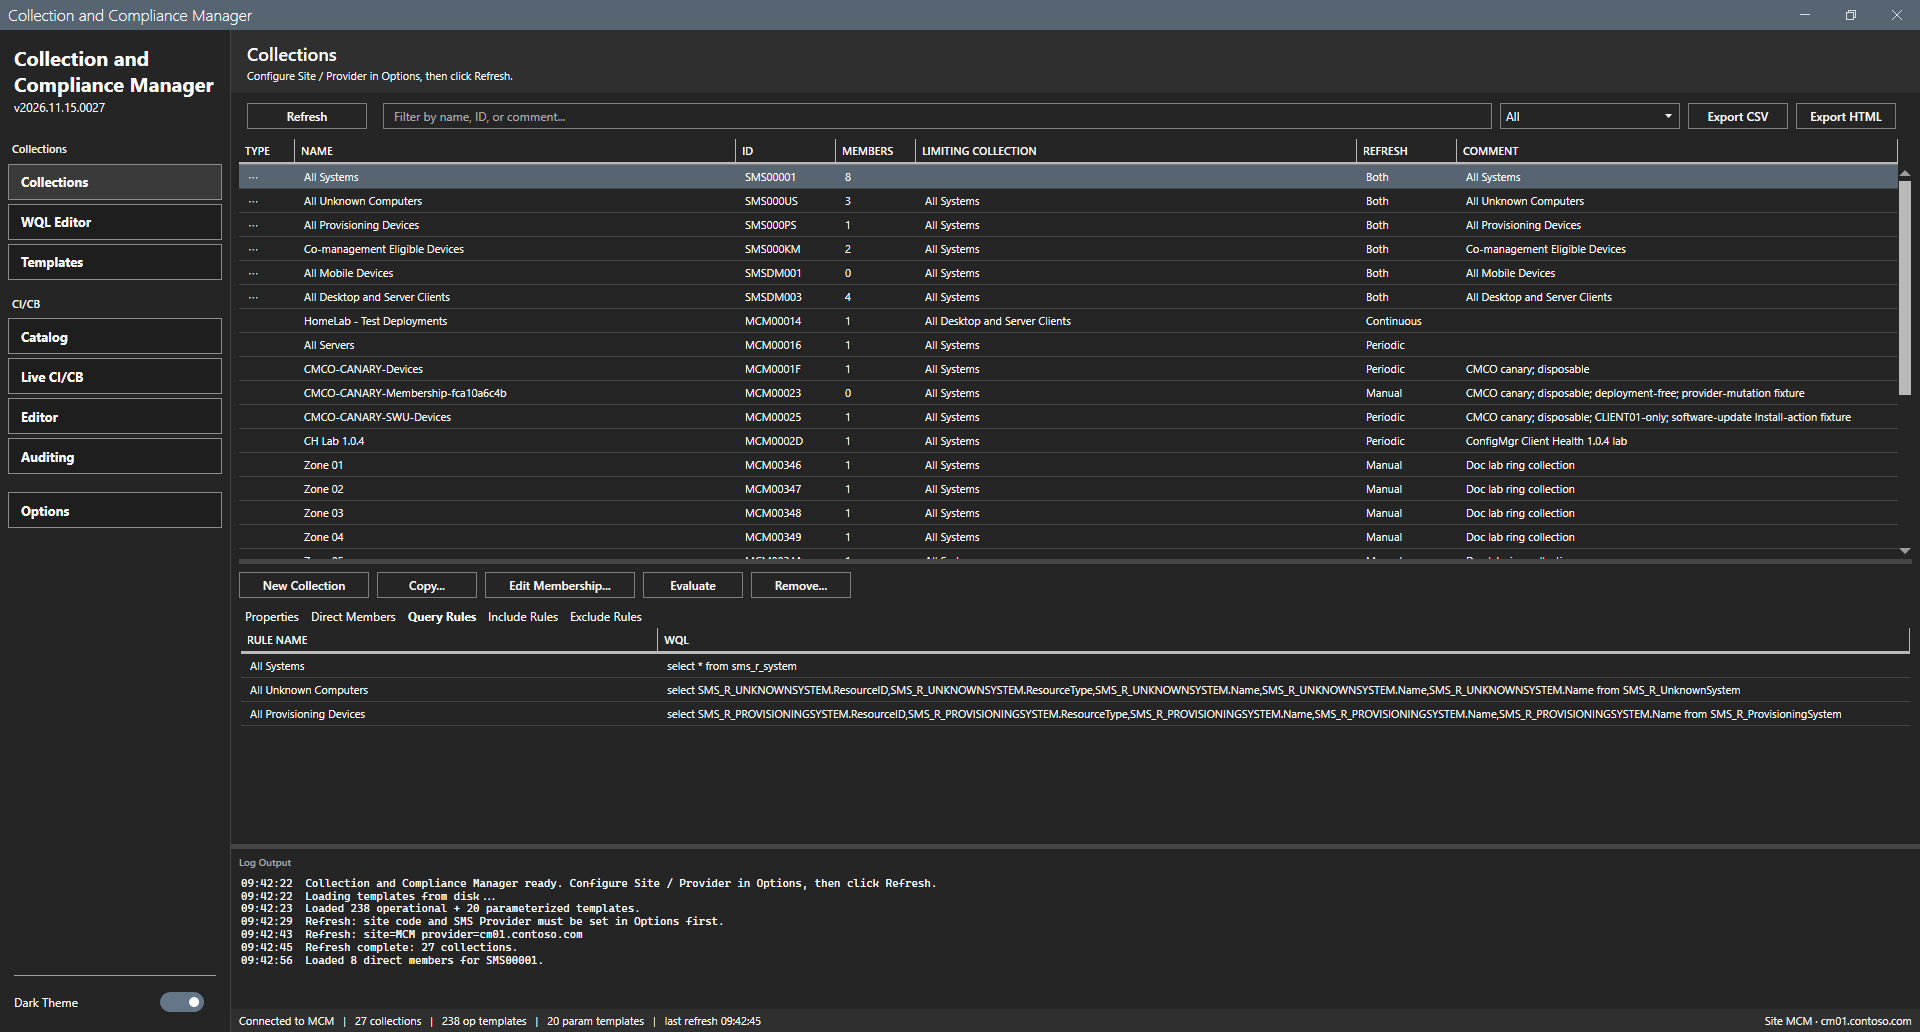 Collection and Compliance Manager
Collection and
Compliance Manager
v2026.11.15.0027
Collections
Collections
WQL Editor
Templates
CI/CB
Catalog
Live CI/CB
Editor
Auditing
Options
Dark Theme
Collections
Configure Site / Provider in Options, then click Refresh.
Refresh
Filter by name, ID, or comment...
All
Export CSV
Export HTML
TYPE NAME ID MEMBERS LIMITING COLLECTION REFRESH COMMENT
... All Systems SMS00001 8 Both All Systems
... All Unknown Computers SMS000US 3 All Systems Both All Unknown Computers
... All Provisioning Devices SMS000PS 1 All Systems Both All Provisioning Devices
... Co-management Eligible Devices SMS000KM 2 All Systems Both Co-management Eligible Devices
... All Mobile Devices SMSDM001 0 All Systems Both All Mobile Devices
... All Desktop and Server Clients SMSDM003 4 All Systems Both All Desktop and Server Clients
HomeLab - Test Deployments MCM00014 1 All Desktop and Server Clients Continuous
All Servers MCM00016 1 All Systems Periodic
CMCO-CANARY-Devices MCM0001F 1 All Systems Periodic CMCO canary; disposable
CMCO-CANARY-Membership-fca10a6c4b MCM00023 0 All Systems Manual CMCO canary; disposable; deployment-free; provider-mutation fixture
CMCO-CANARY-SWU-Devices MCM00025 1 All Systems Periodic CMCO canary; disposable; CLIENT01-only; software-update Install-action fixture
CH Lab 1.0.4 MCM0002D 1 All Systems Periodic ConfigMgr Client Health 1.0.4 lab
Zone 01 MCM00346 1 All Systems Manual Doc lab ring collection
Zone 02 MCM00347 1 All Systems Manual Doc lab ring collection
Zone 03 MCM00348 1 All Systems Manual Doc lab ring collection
Zone 04 MCM00349 1 All Systems Manual Doc lab ring collection
New Collection
Copy...
Edit Membership...
Evaluate
Remove...
Properties Direct Members Query Rules Include Rules Exclude Rules
RULE NAME WQL
All Systems select * from sms_r_system
All Unknown Computers select SMS_R_UNKNOWNSYSTEM.ResourceID,SMS_R_UNKNOWNSYSTEM.ResourceType,SMS_R_UNKNOWNSYSTEM.Name,SMS_R_UNKNOWNSYSTEM.Name,SMS_R_UNKNOWNSYSTEM.Name from SMS_R_UnknownSystem
All Provisioning Devices select SMS_R_PROVISIONINGSYSTEM.ResourceID,SMS_R_PROVISIONINGSYSTEM.ResourceType,SMS_R_PROVISIONINGSYSTEM.Name,SMS_R_PROVISIONINGSYSTEM.Name,SMS_R_PROVISIONINGSYSTEM.Name from SMS_R_ProvisioningSystem
Log Output
09:42:22 Collection and Compliance Manager ready. Configure Site / Provider in Options, then click Refresh.
09:42:22 Loading templates from disk...
09:42:23 Loaded 238 operational + 20 parameterized templates.
09:42:29 Refresh: site code and SMS Provider must be set in Options first.
09:42:43 Refresh: site=MCM provider=cm01.contoso.com
09:42:45 Refresh complete: 27 collections.
09:42:56 Loaded 8 direct members for SMS00001.
Connected to MCM | 27 collections | 238 op templates | 20 param templates | last refresh 09:42:45
Site MCM · cm01.contoso.com